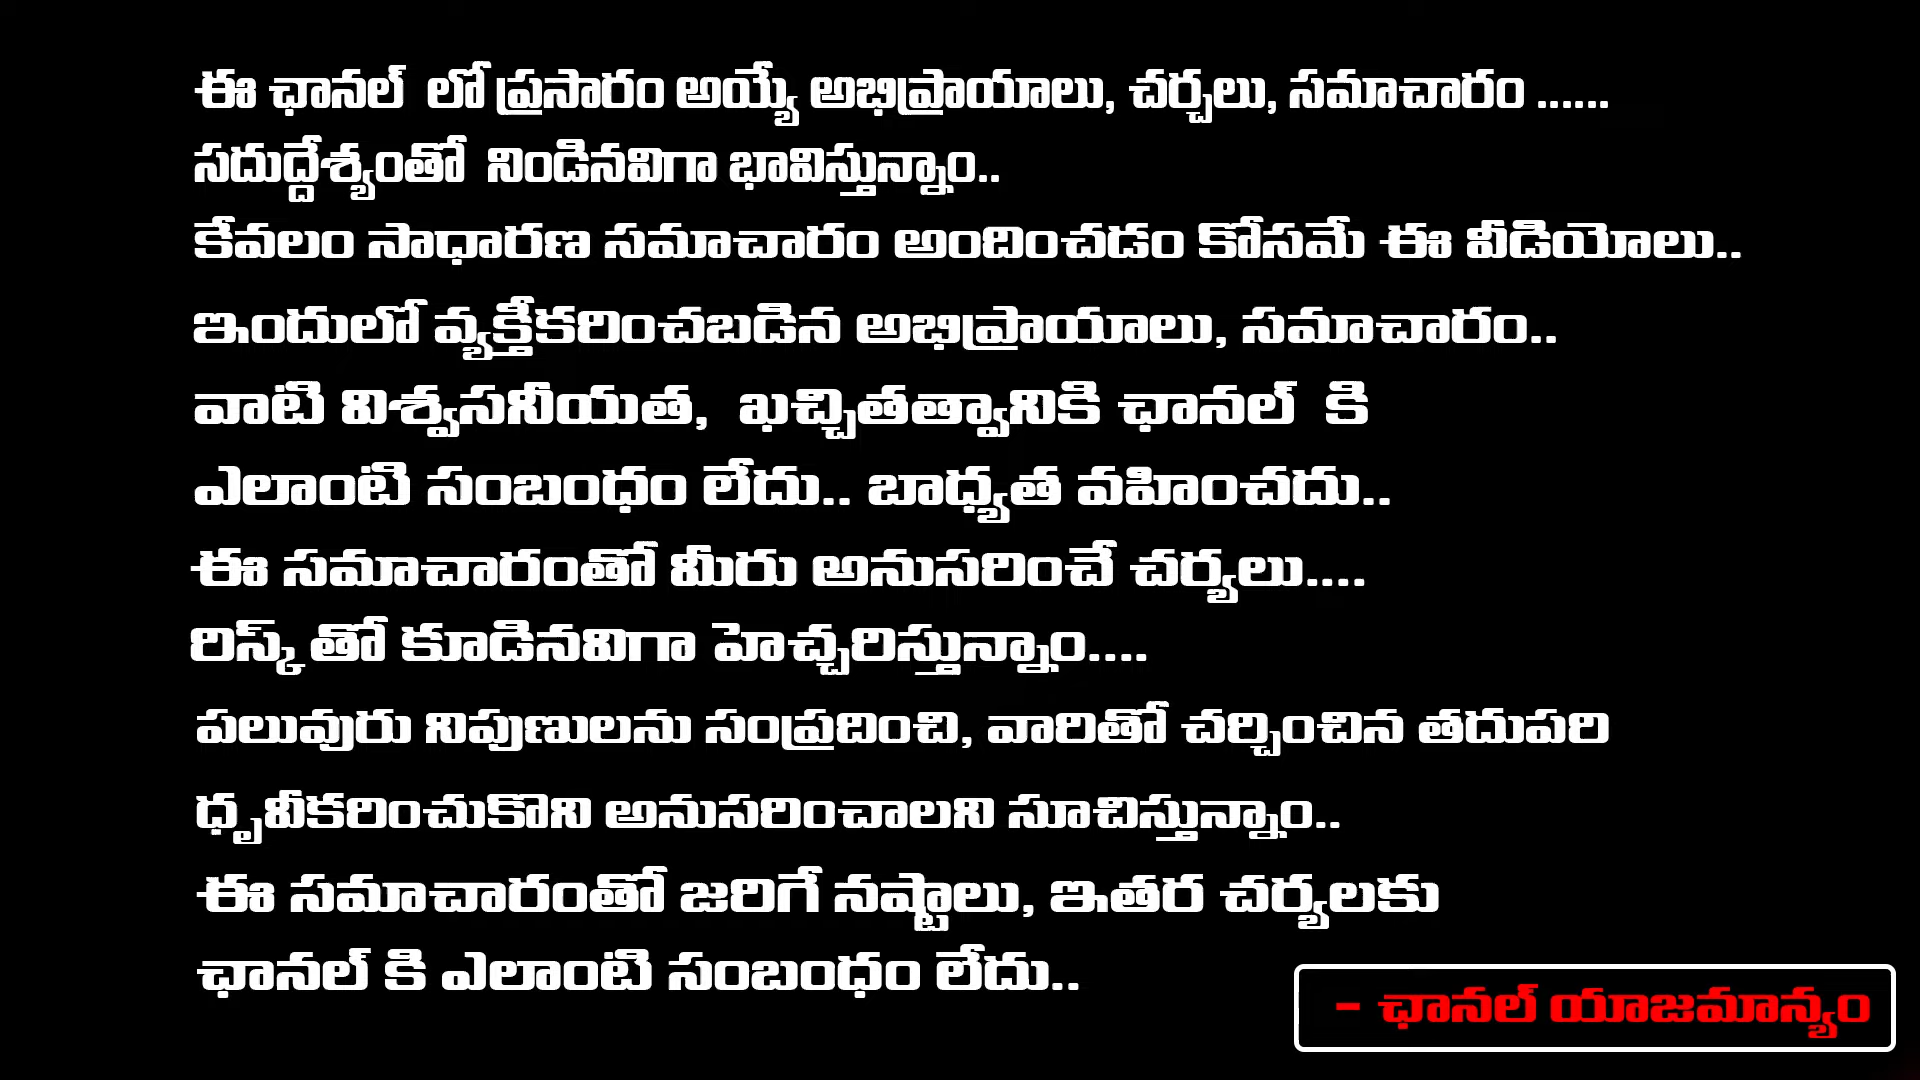 ఈ ఛానల్ లో ప్రసారం అయ్యే అభిప్రాయాలు, చర్చలు, సమాచారం ......
సదుద్దేశ్యంతో నిండినవిగా భావిస్తున్నాం..
కేవలం సాధారణ సమాచారం అందించడం కోసమే ఈ వీడియోలు..
ఇందులో వ్యక్తీకరించబడిన అభిప్రాయాలు, సమాచారం..
వాటి విశ్వసనీయత, ఖచ్చితత్వానికి ఛానల్ కి
ఎలాంటి సంబంధం లేదు.. బాధ్యత వహించదు..
ఈ సమాచారంతో మీరు అనుసరించే చర్యలు....
రిస్క్ తో కూడినవిగా హెచ్చరిస్తున్నాం....
పలువురు నిపుణులను సంప్రదించి, వారితో చర్చించిన తదుపరి
ధృవీకరించుకొని అనుసరించాలని సూచిస్తున్నాం..
ఈ సమాచారంతో జరిగే నష్టాలు, ఇతర చర్యలకు
ఛానల్ కి ఎలాంటి సంబంధం లేదు..
- ఛానల్ యాజమాన్యం